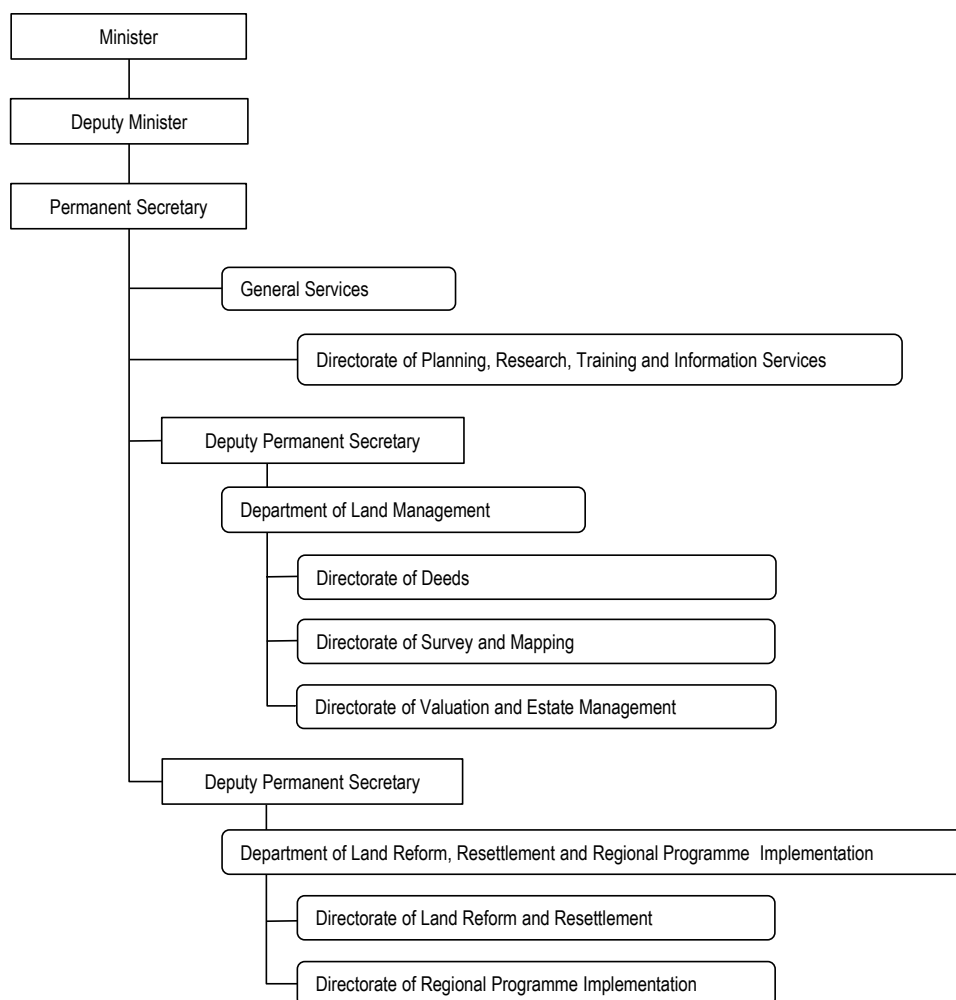 Minister
Deputy Minister
Permanent Secretary
General Services
Directorate of Planning, Research, Training and Information Services
Deputy Permanent Secretary
Department of Land Management
Directorate of Deeds
Directorate of Survey and Mapping
Directorate of Valuation and Estate Management
Deputy Permanent Secretary
Department of Land Reform, Resettlement and Regional Programme Implementation
Directorate of Land Reform and Resettlement
Directorate of Regional Programme Implementation